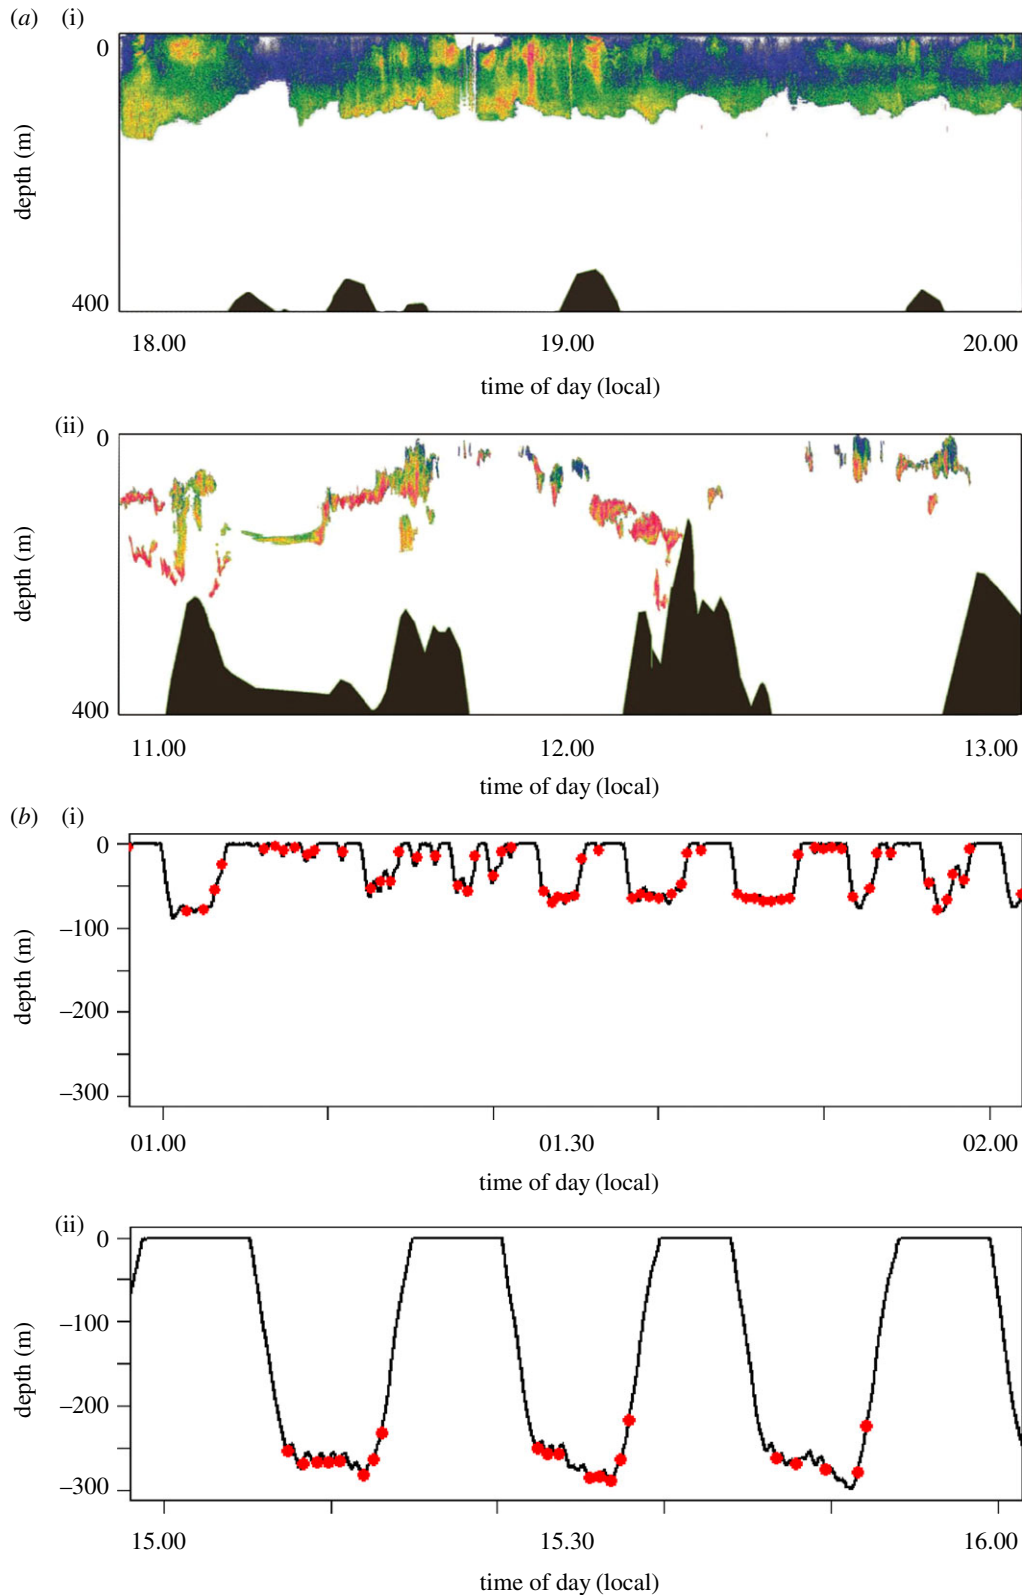 (a) (i)
0
depth (m)
400
18.00 19.00 20.00
time of day (local)
(ii)
0
depth (m)
400
11.00 12.00 13.00
time of day (local)
(b) (i)
0
–100
depth (m)
–200
–300
01.00 01.30 02.00
time of day (local)
(ii)
0
–100
depth (m)
–200
–300
15.00 15.30 16.00
time of day (local)